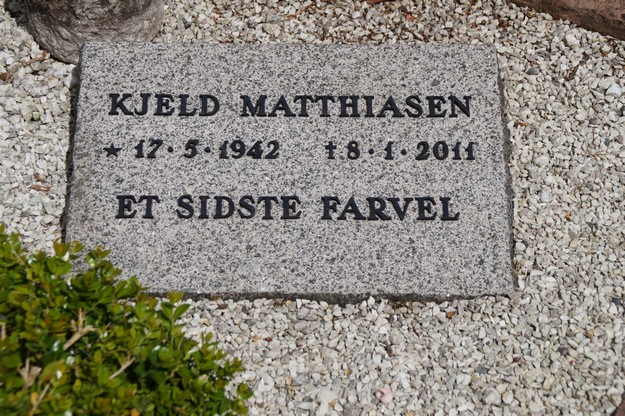 KJELD MATTHIASEN
★ 17·5·1942 †8·1·2011
ET SIDSTE FARVEL